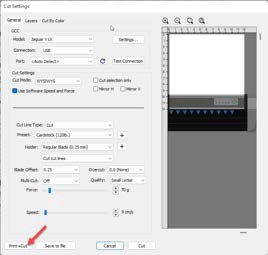 Cut Settings
General Layers Cut By Color
GCC
Model: Jaguar V LX Settings...
Connection: USB
Port: <Auto Detect> Test Connection
Cut Settings
Cut Mode: WYSIWYG Cut selection only
Use Software Speed and Force Mirror H Mirror V
Cut Line Type: Cut
Preset: Cardstock (120lb.)
Holder: Regular Blade (0.25 mm)
Cut cut lines
Blade Offset: 0.25 Overcut: 0.0 (None)
Multi-Cut: Off Quality: Small Letter
Force: 70 g
Speed: 9 cm/s
Print+Cut Save to file Cancel Cut